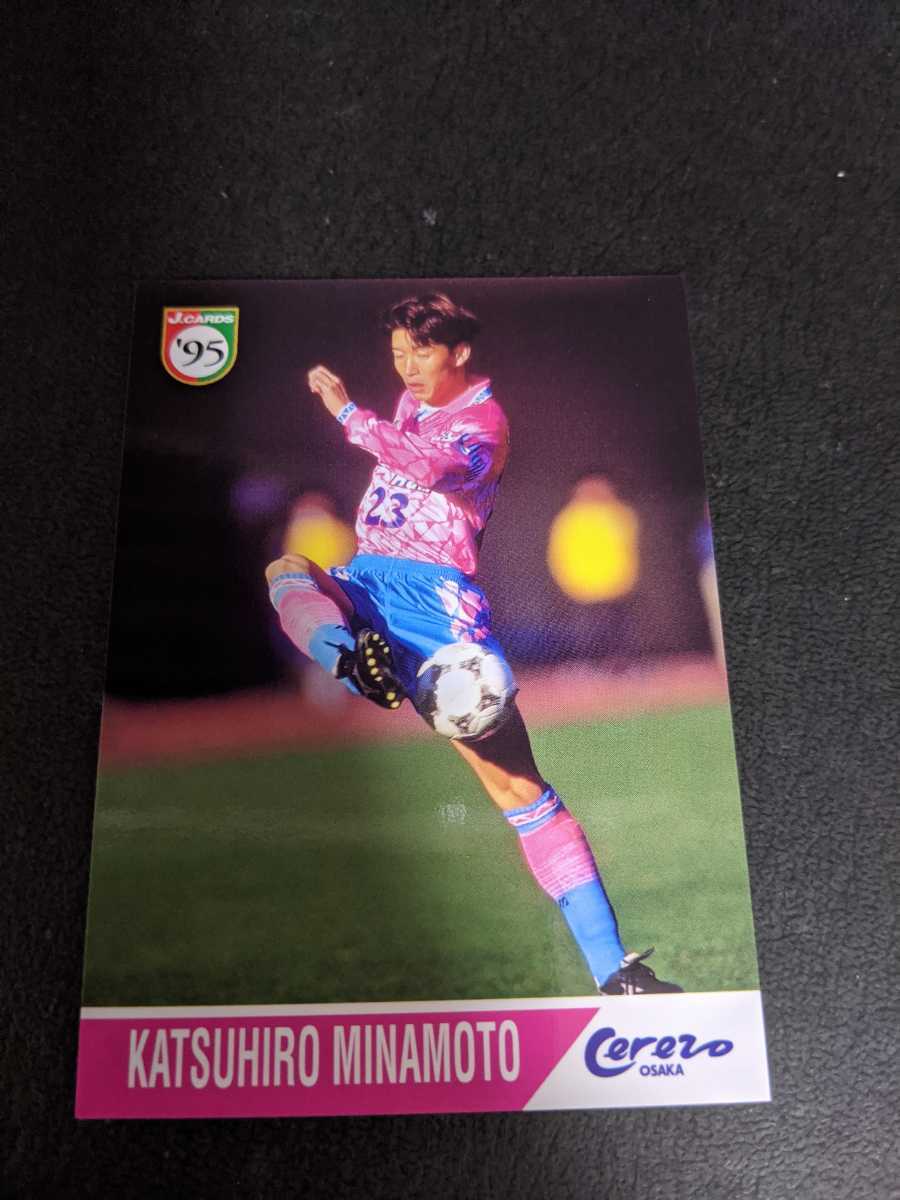 J.CARDS
'95
23
KATSUHIRO MINAMOTO
Cerezo
OSAKA